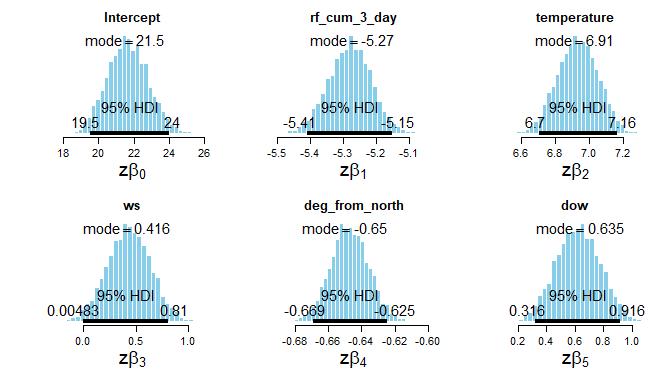 Intercept
mode = 21.5
95% HDI
19.5 24
18 20 22 24 26
zβ0
rf_cum_3_day
mode = -5.27
95% HDI
-5.41 -5.15
-5.5 -5.4 -5.3 -5.2 -5.1
zβ1
temperature
mode = 6.91
95% HDI
6.7 7.16
6.6 6.8 7.0 7.2
zβ2
ws
mode = 0.416
95% HDI
0.00483 0.81
0.0 0.5 1.0
zβ3
deg_from_north
mode = -0.65
95% HDI
-0.669 -0.625
-0.68 -0.66 -0.64 -0.62 -0.60
zβ4
dow
mode = 0.635
95% HDI
0.316 0.916
0.2 0.4 0.6 0.8 1.0
zβ5